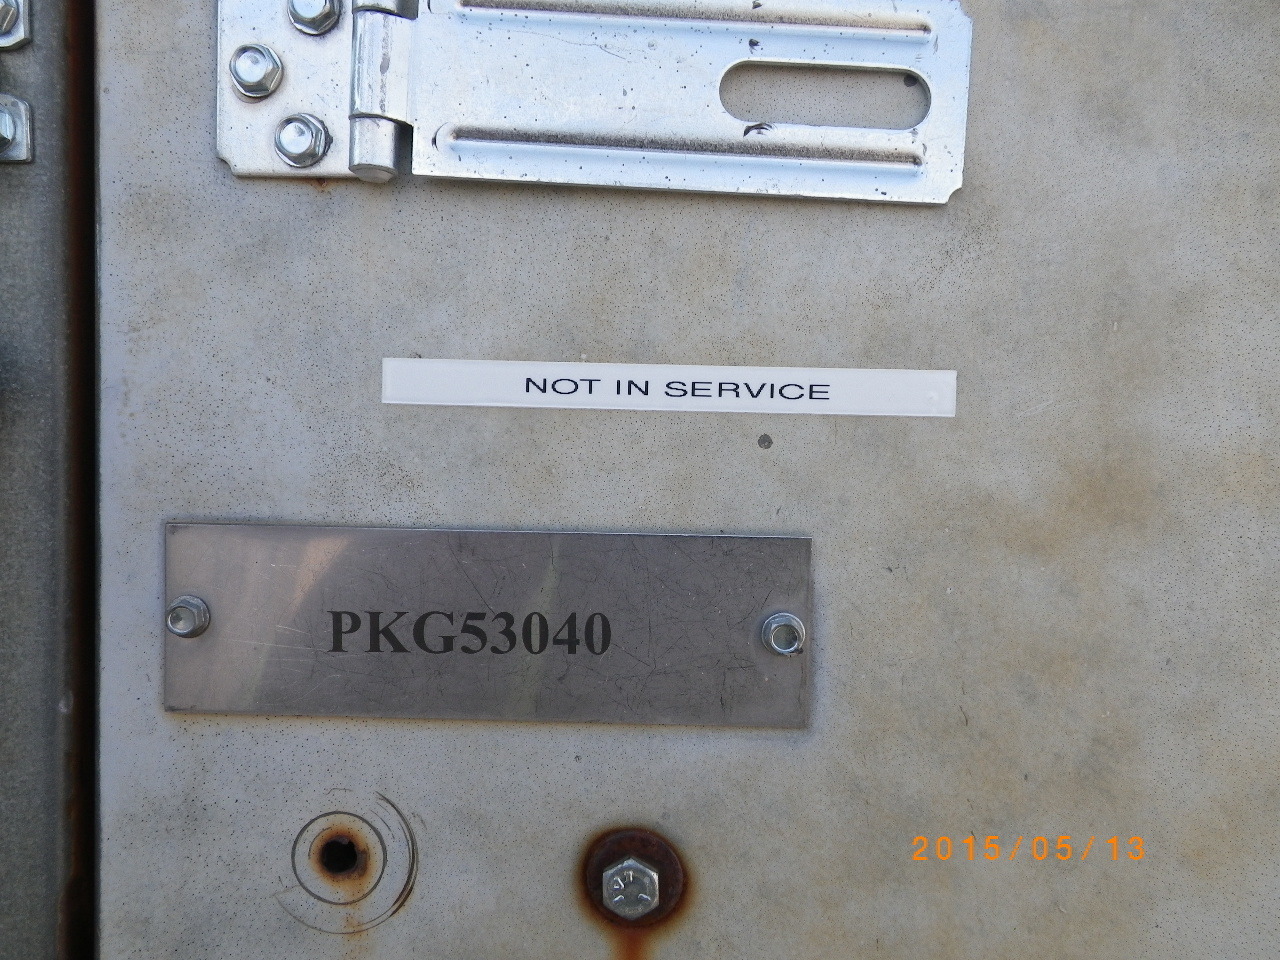 NOT IN SERVICE
PKG53040
2015/05/13